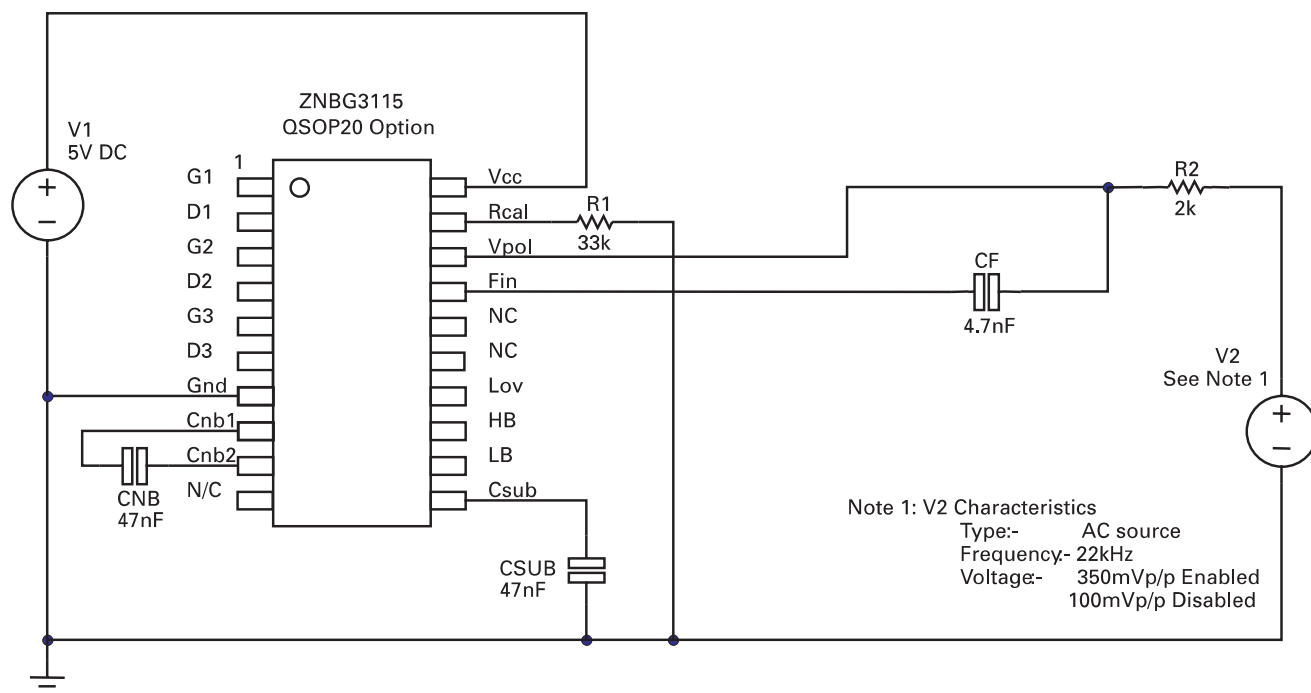 ZNBG3115
QSOP20 Option
V1
5V DC
1
G1
D1
G2
D2
G3
D3
Gnd
Cnb1
Cnb2
N/C
CNB
47nF
Vcc
Rcal
Vpol
Fin
NC
NC
Lov
HB
LB
Csub
R1
33k
CSUB
47nF
CF
4.7nF
R2
2k
V2
See Note 1
Note 1: V2 Characteristics
Type:- AC source
Frequency:- 22kHz
Voltage:- 350mVp/p Enabled
100mVp/p Disabled